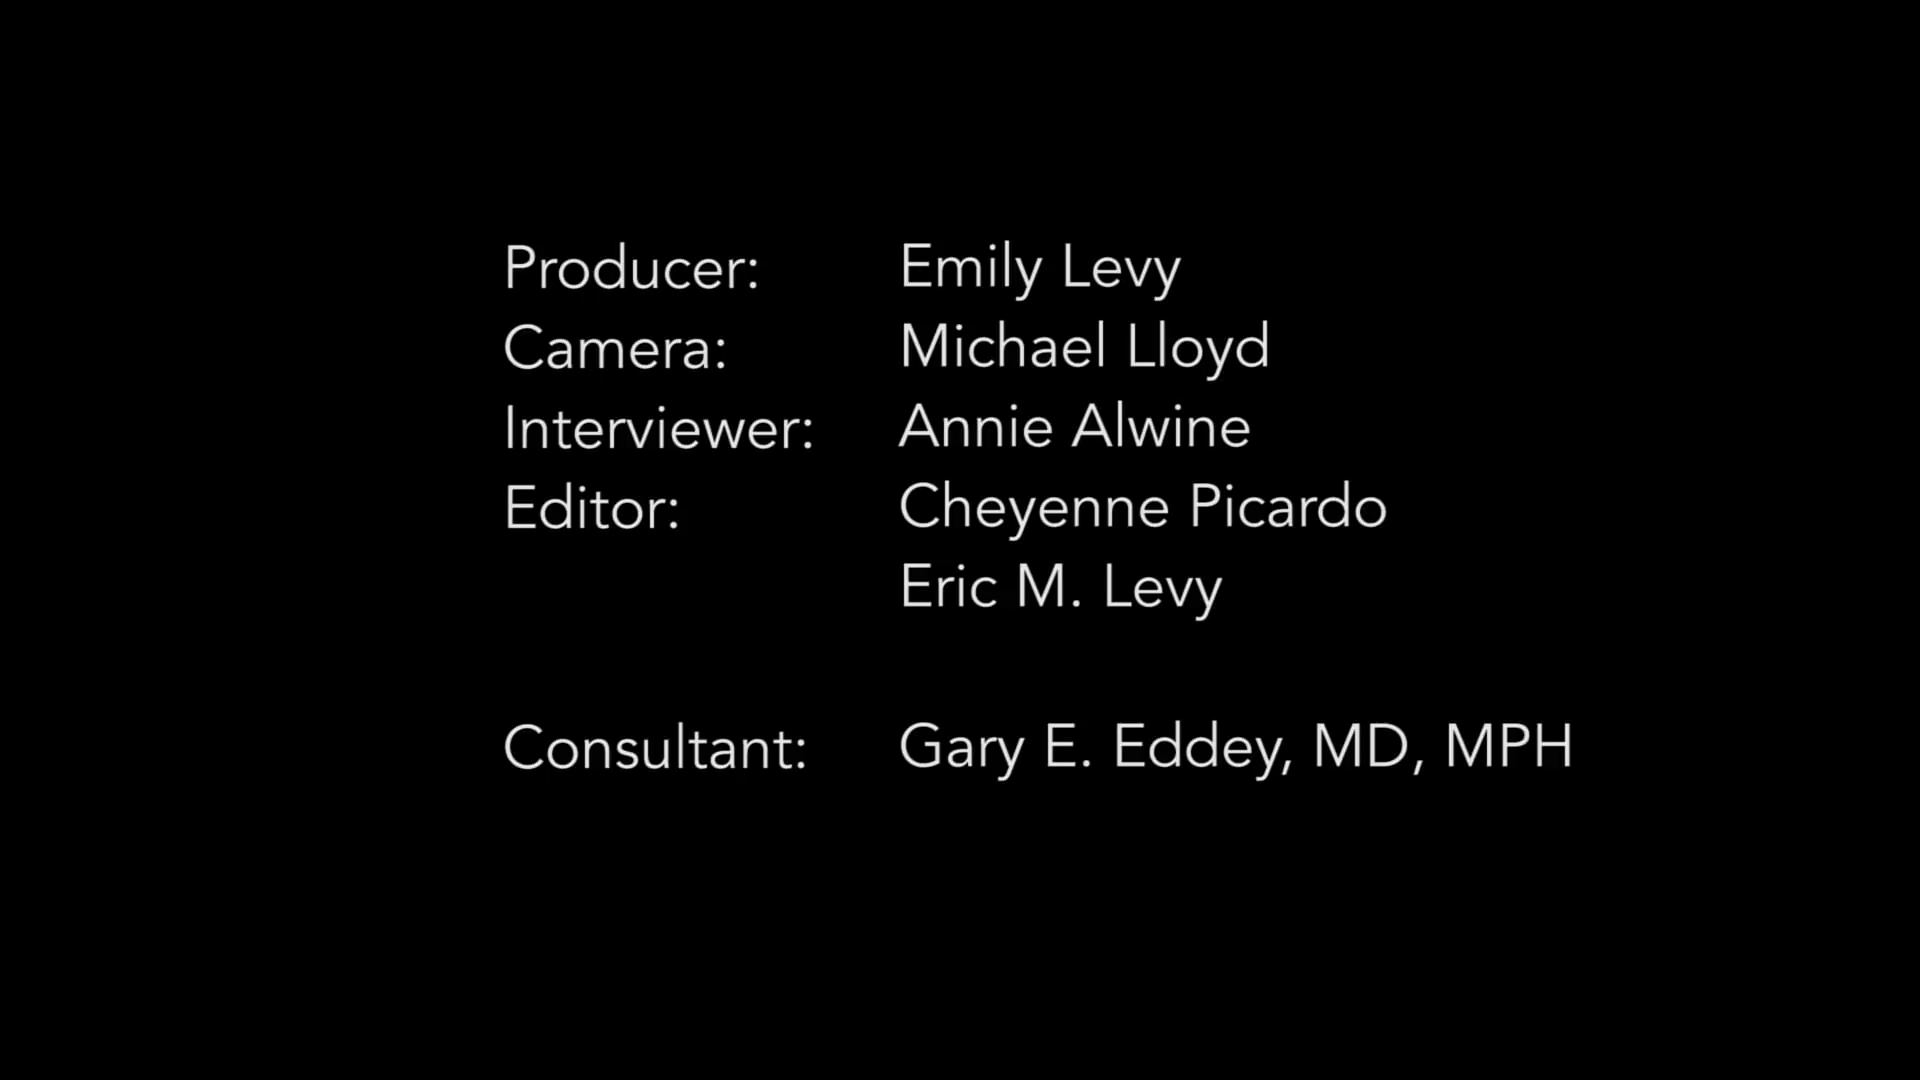 Producer: Emily Levy
Camera: Michael Lloyd
Interviewer: Annie Alwine
Editor: Cheyenne Picardo
Eric M. Levy
Consultant: Gary E. Eddey, MD, MPH